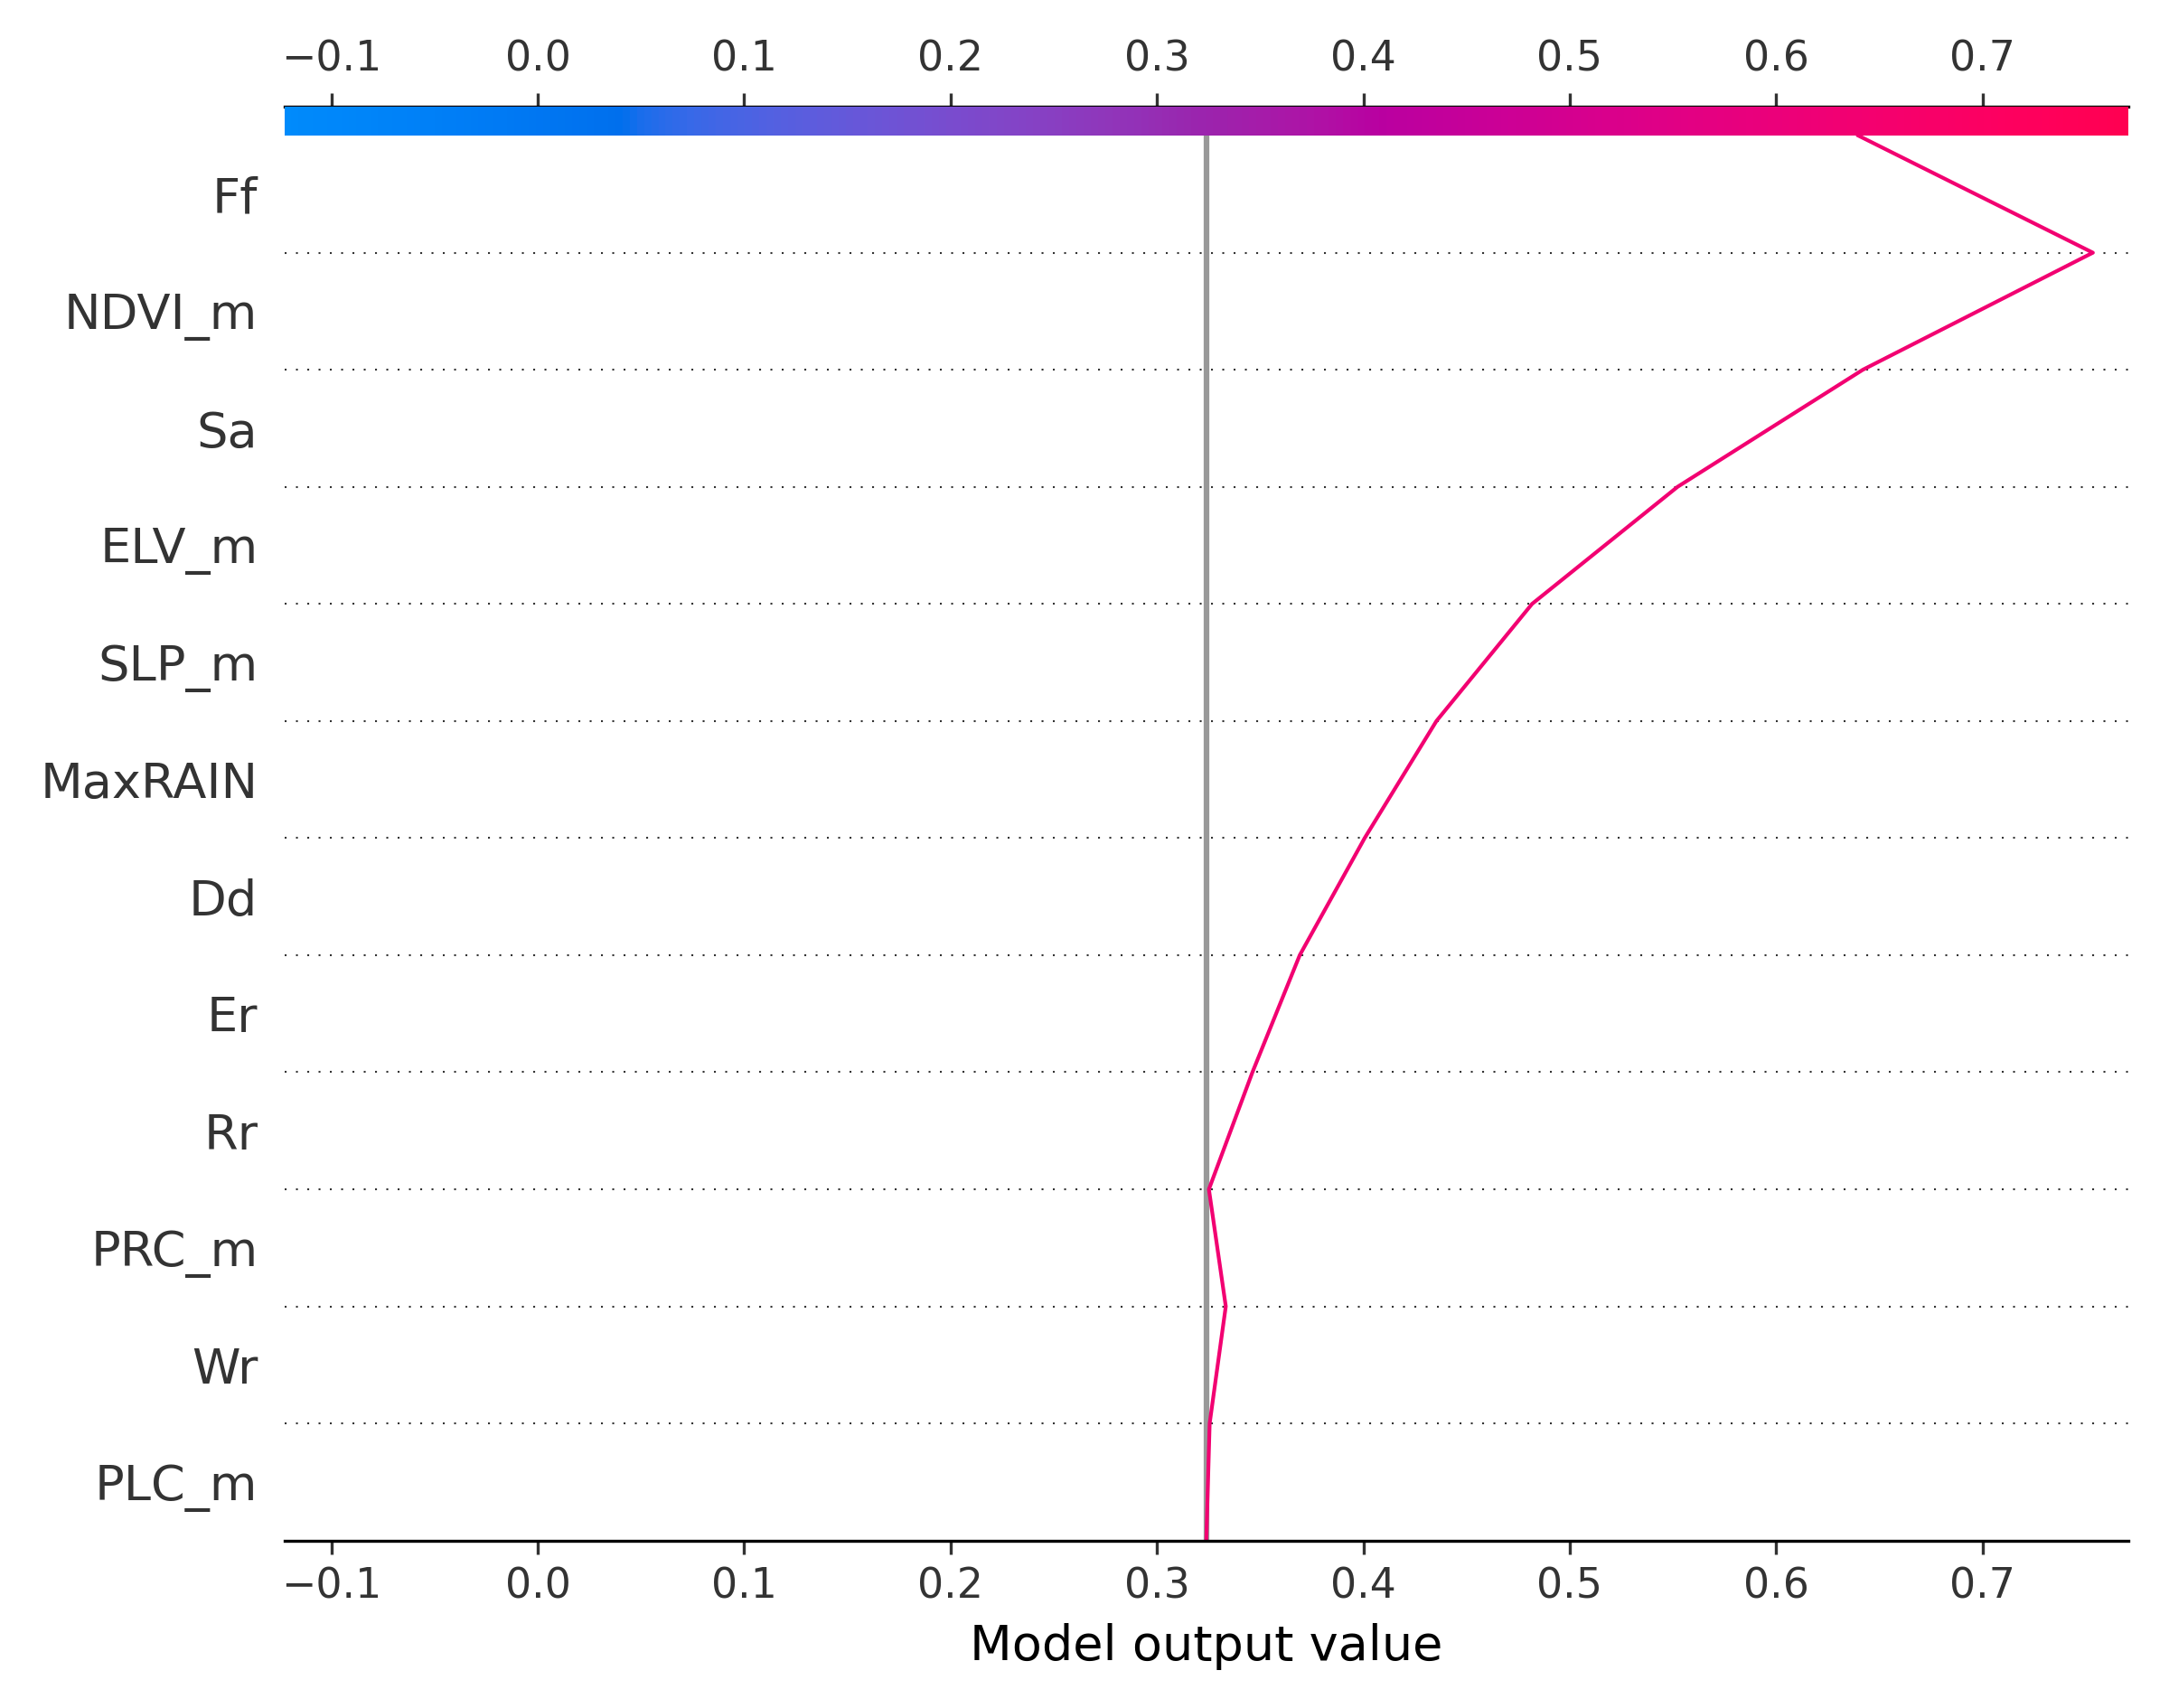 −0.1 0.0 0.1 0.2 0.3 0.4 0.5 0.6 0.7
Ff
NDVI_m
Sa
ELV_m
SLP_m
MaxRAIN
Dd
Er
Rr
PRC_m
Wr
PLC_m
−0.1 0.0 0.1 0.2 0.3 0.4 0.5 0.6 0.7
Model output value